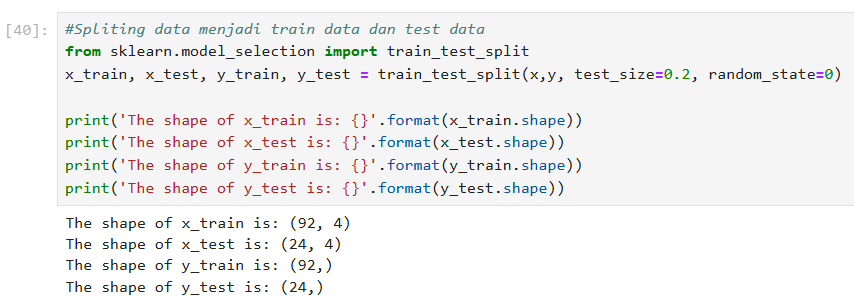 [40]: #Spliting data menjadi train data dan test data
from sklearn.model_selection import train_test_split
x_train, x_test, y_train, y_test = train_test_split(x,y, test_size=0.2, random_state=0)

print('The shape of x_train is: {}'.format(x_train.shape))
print('The shape of x_test is: {}'.format(x_test.shape))
print('The shape of y_train is: {}'.format(y_train.shape))
print('The shape of y_test is: {}'.format(y_test.shape))

The shape of x_train is: (92, 4)
The shape of x_test is: (24, 4)
The shape of y_train is: (92,)
The shape of y_test is: (24,)